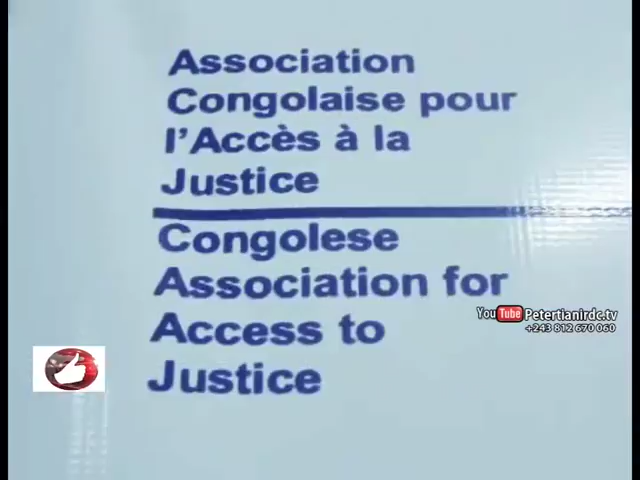 Association
Congolaise pour
l'Accès à la
Justice
Congolese
Association for
Access to
Justice
YouTube Petertianirdc.tv
+243 812 670 060